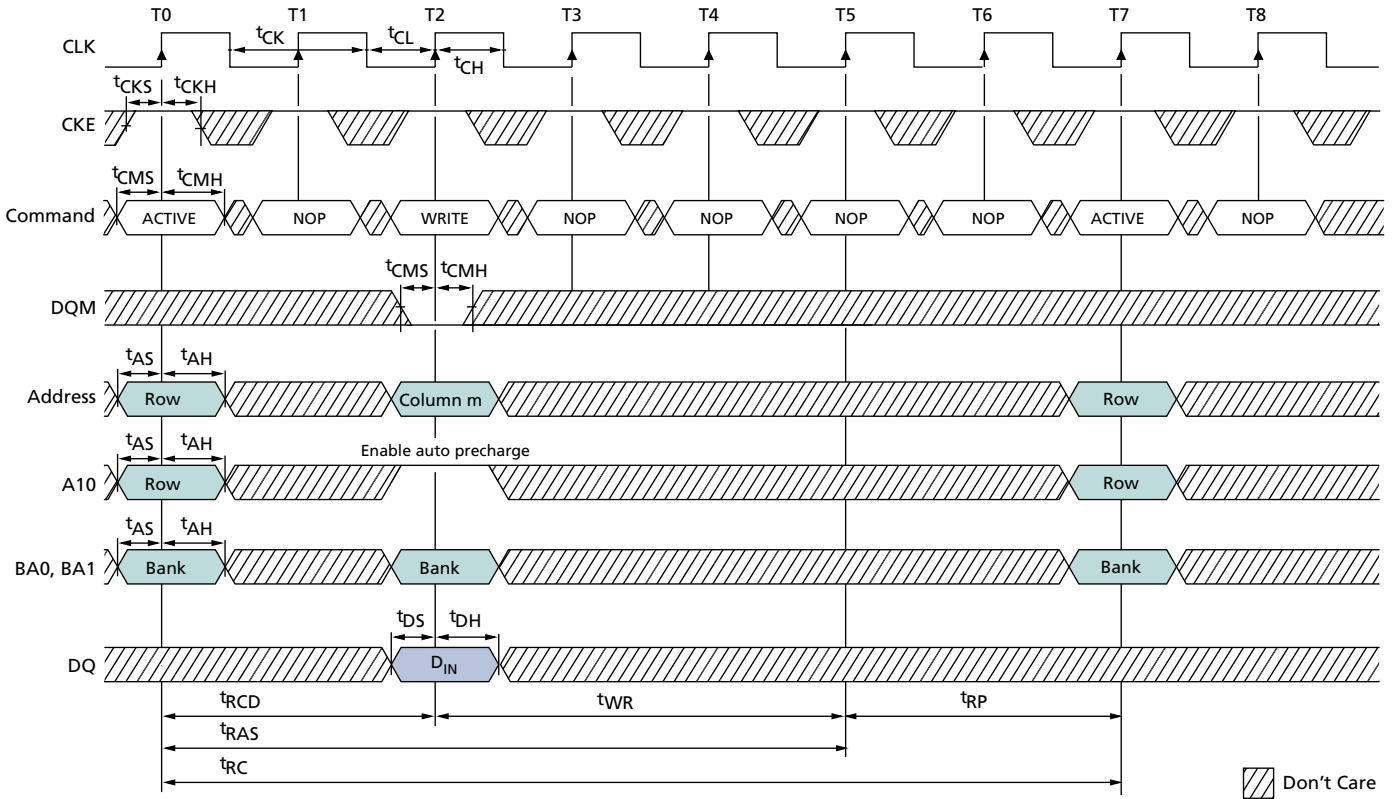 T0 T1 T2 T3 T4 T5 T6 T7 T8
CLK
tCK
tCL
tCH
tCKS tCKH
CKE
tCMS tCMH
Command ACTIVE NOP WRITE NOP NOP NOP NOP ACTIVE NOP
tCMS tCMH
DQM
tAS tAH
Address Row Column m Row
tAS tAH
Enable auto precharge
A10 Row Row
tAS tAH
BA0, BA1 Bank Bank Bank
tDS tDH
DQ DIN
tRCD tWR tRP
tRAS
tRC
Don't Care